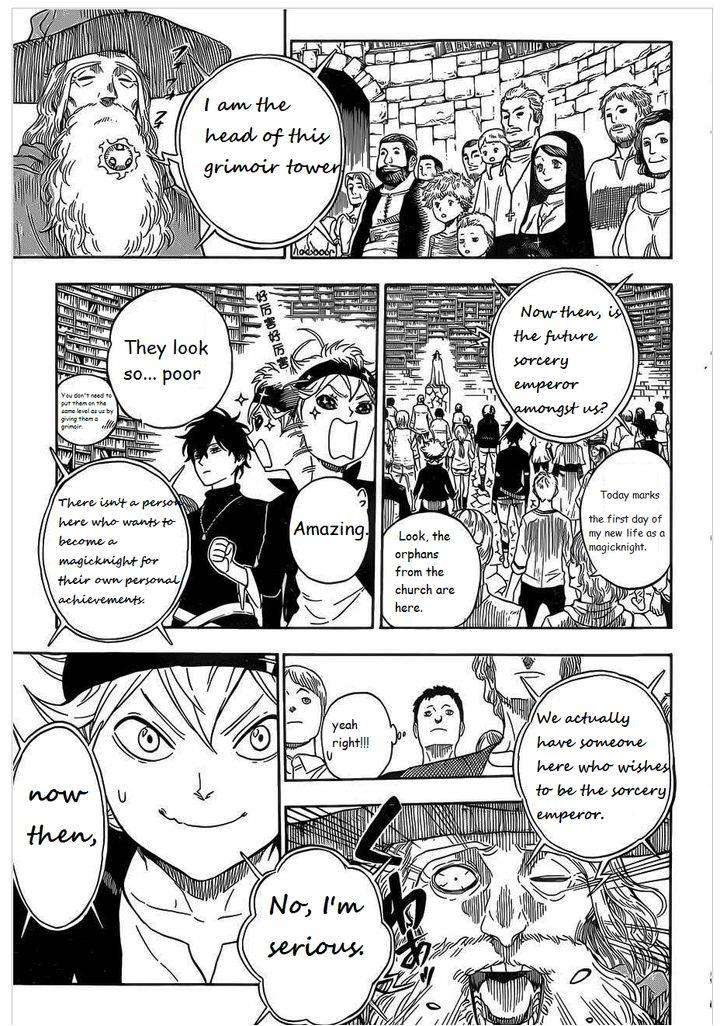 I am the
head of this
grimoir tower
Now then, is
the future
sorcery
emperor
amongst us?
Today marks
the first day of
my new life as a
magicknight.
Look, the
orphans
from the
church are
here.
好厉害好厉害
Amazing.
They look
so... poor
You don't need to
put them on the
same level as us by
giving them a
grimoir.
There isn't a person
here who wants to
become a
magicknight for
their own personal
achievements.
We actually
have someone
here who wishes
to be the sorcery
emperor.
yeah
right!!!
くわあッ
No, I'm
serious.
now
then,